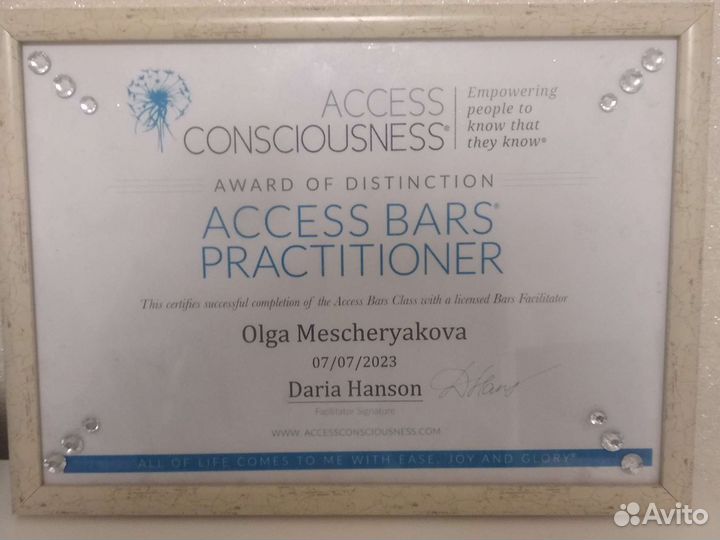 ACCESS
CONSCIOUSNESS®
Empowering
people to
know that
they know®
AWARD OF DISTINCTION
ACCESS BARS®
PRACTITIONER
This certifies successful completion of the Access Bars Class with a licensed Bars Facilitator
Olga Mescheryakova
07/07/2023
Daria Hanson
Facilitator Signature
WWW.ACCESSCONSCIOUSNESS.COM
ALL OF LIFE COMES TO ME WITH EASE, JOY AND GLORY®
Avito